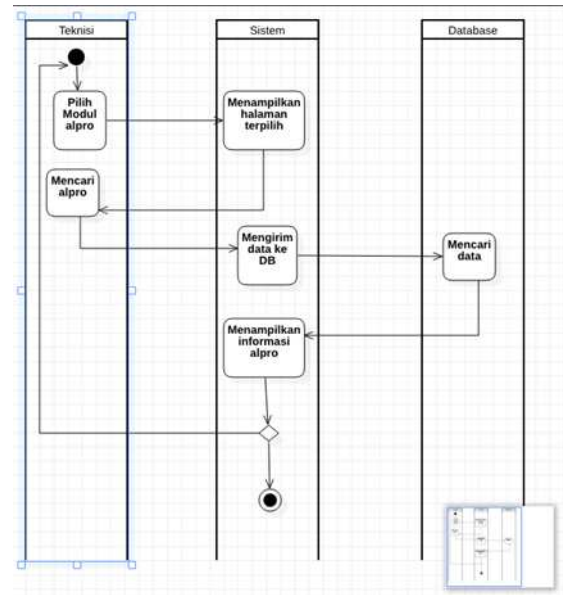 Teknisi
Sistem
Database
Pilih
Modul
alpro
Menampilkan
halaman
terpilih
Mencari
alpro
Mengirim
data ke
DB
Mencari
data
Menampilkan
informasi
alpro